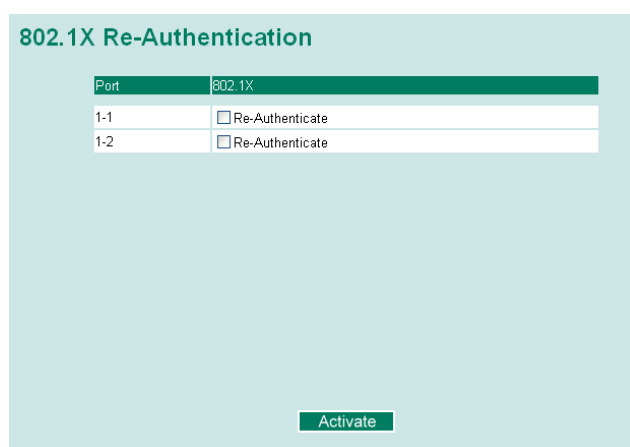 802.1X Re-Authentication
Port 802.1X
1-1 Re-Authenticate
1-2 Re-Authenticate
Activate